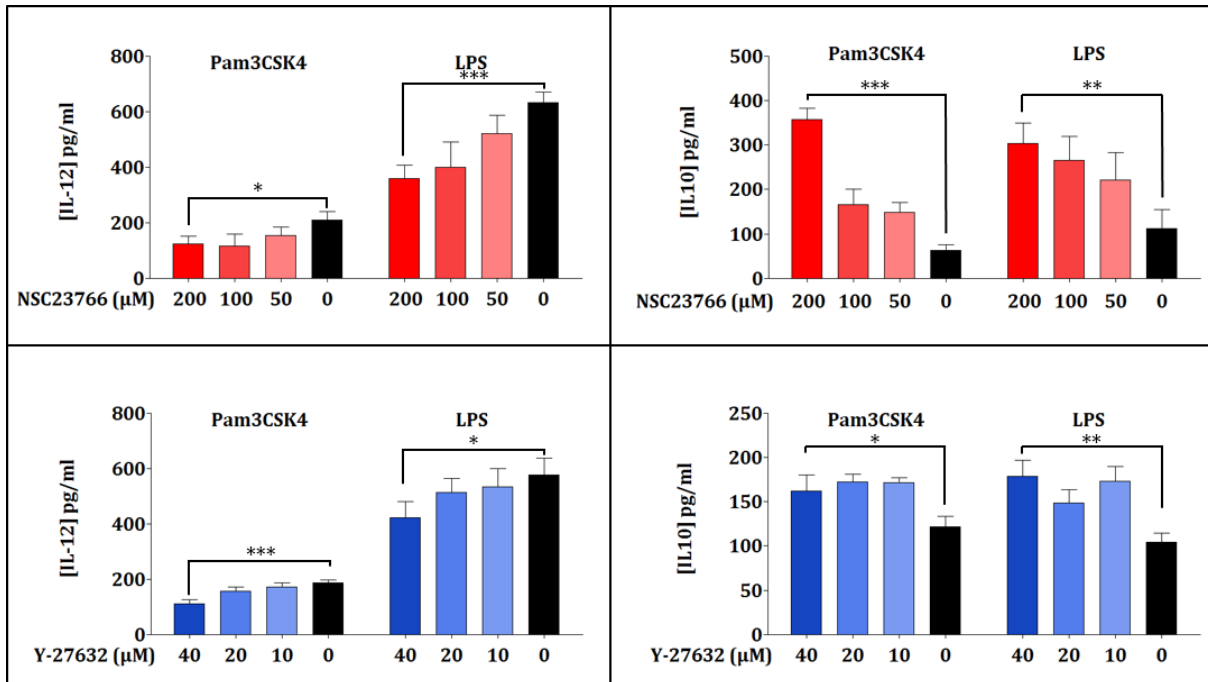 Pam3CSK4 LPS
[IL-12] pg/ml
800
600
400
200
0
* ***
NSC23766 (μM) 200 100 50 0 200 100 50 0
Pam3CSK4 LPS
[IL10] pg/ml
500
400
300
200
100
0
*** **
NSC23766 (μM) 200 100 50 0 200 100 50 0
Pam3CSK4 LPS
[IL-12] pg/ml
800
600
400
200
0
*** *
Y-27632 (μM) 40 20 10 0 40 20 10 0
Pam3CSK4 LPS
[IL10] pg/ml
250
200
150
100
50
0
* **
Y-27632 (μM) 40 20 10 0 40 20 10 0